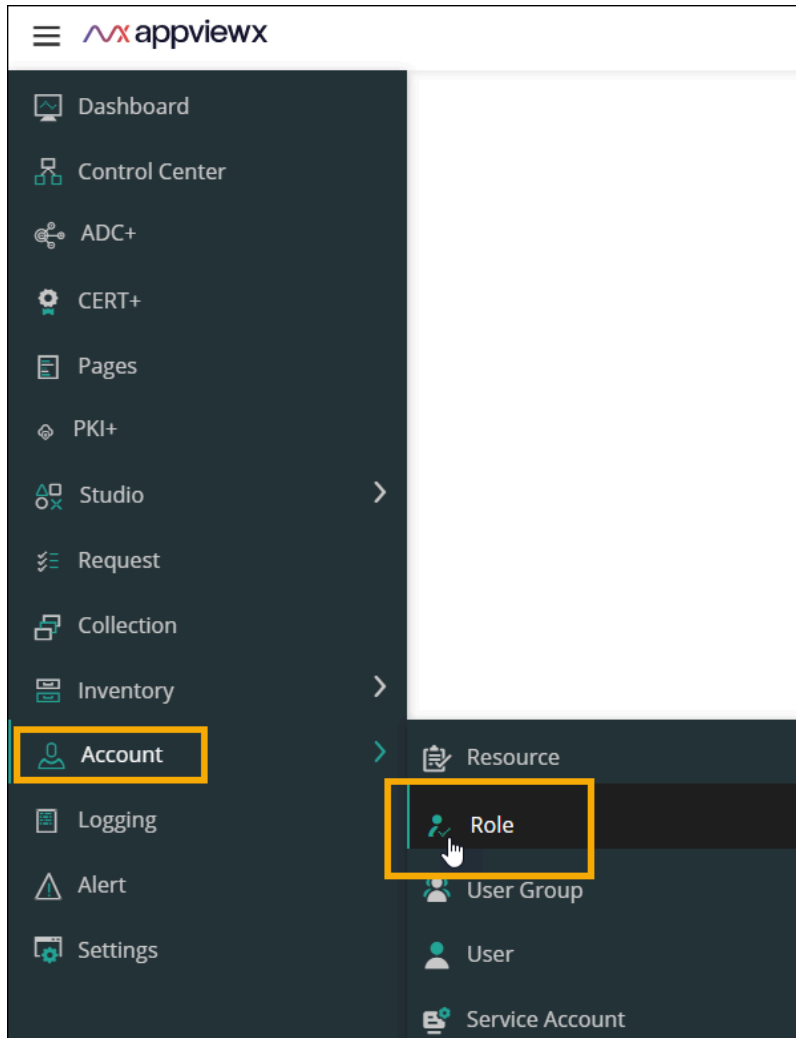 appviewx
Dashboard
Control Center
ADC+
CERT+
Pages
PKI+
Studio
Request
Collection
Inventory
Account
Logging
Alert
Settings
Resource
Role
User Group
User
Service Account